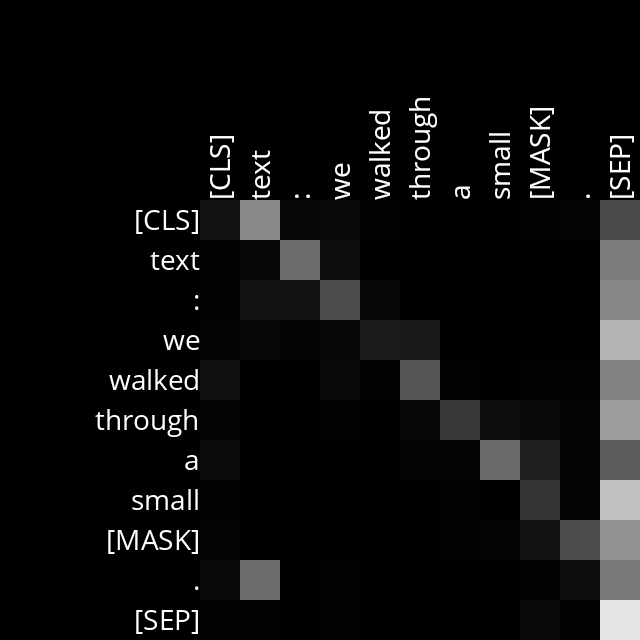 [CLS] text : we walked through a small [MASK] . [SEP]
[CLS]
text
:
we
walked
through
a
small
[MASK]
.
[SEP]